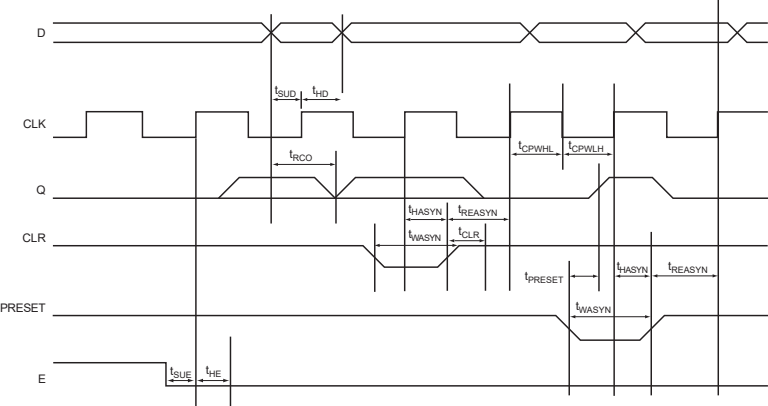 D
tSUD tHD
CLK
tCPWHL tCPWLH
tRCO
Q
tHASYN tREASYN
CLR
tWASYN tCLR
tPRESET tHASYN tREASYN
PRESET
tWASYN
tSUE tHE
E